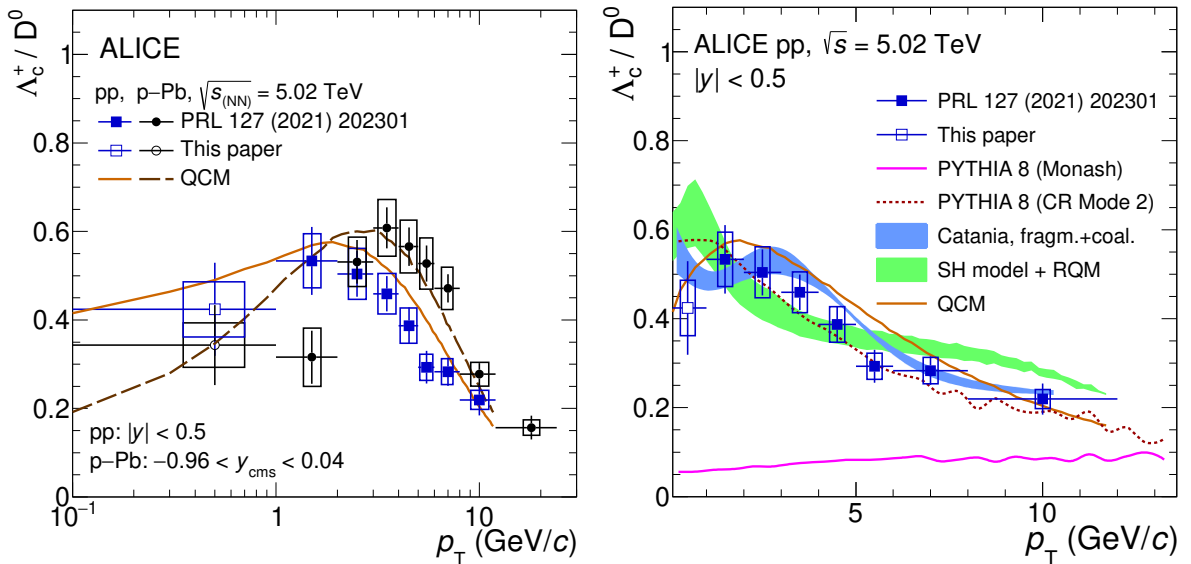 Λc+ / D0
1
0.8
0.6
0.4
0.2
0
ALICE
pp, p−Pb, √s(NN) = 5.02 TeV
PRL 127 (2021) 202301
This paper
QCM
pp: |y| < 0.5
p−Pb: −0.96 < ycms < 0.04
10−1
1
10
pT (GeV/c)
Λc+ / D0
1
0.8
0.6
0.4
0.2
0
ALICE pp, √s = 5.02 TeV
|y| < 0.5
PRL 127 (2021) 202301
This paper
PYTHIA 8 (Monash)
PYTHIA 8 (CR Mode 2)
Catania, fragm.+coal.
SH model + RQM
QCM
5
10
pT (GeV/c)